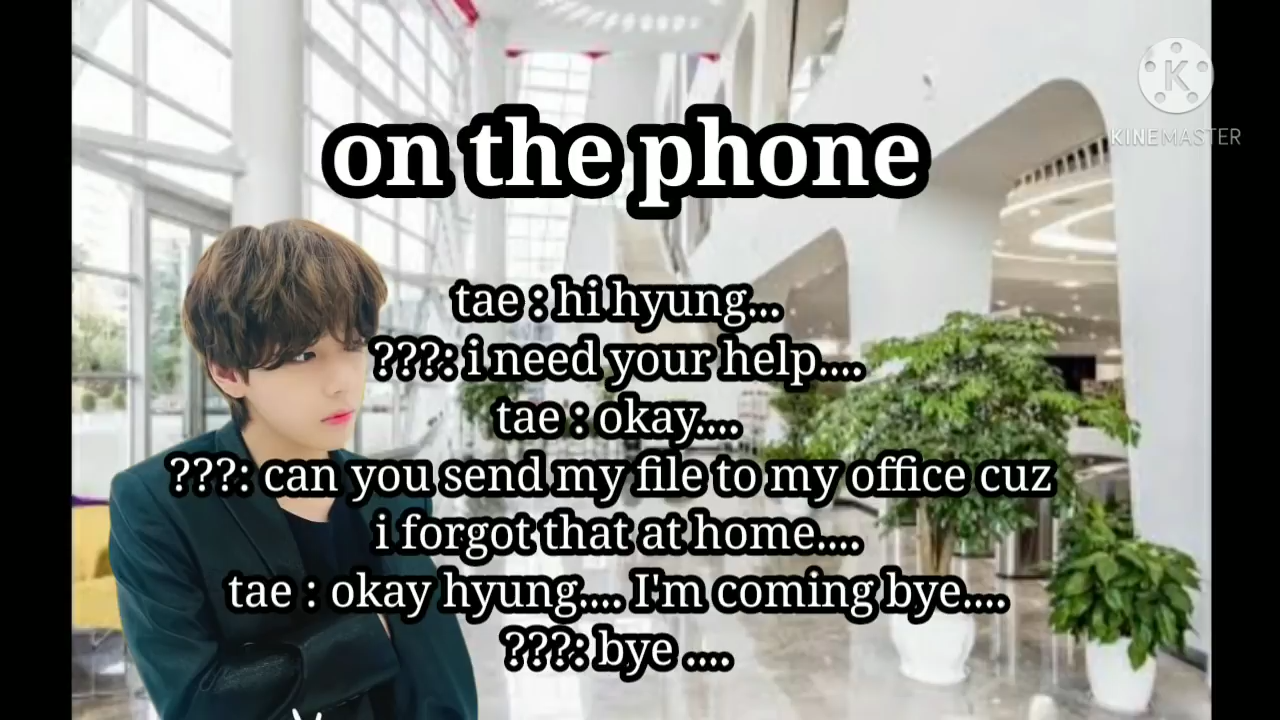 KINEMASTER
on the phone
tae : hi hyung...
???: i need your help....
tae : okay....
???: can you send my file to my office cuz
i forgot that at home....
tae : okay hyung.... I'm coming bye....
???: bye ....